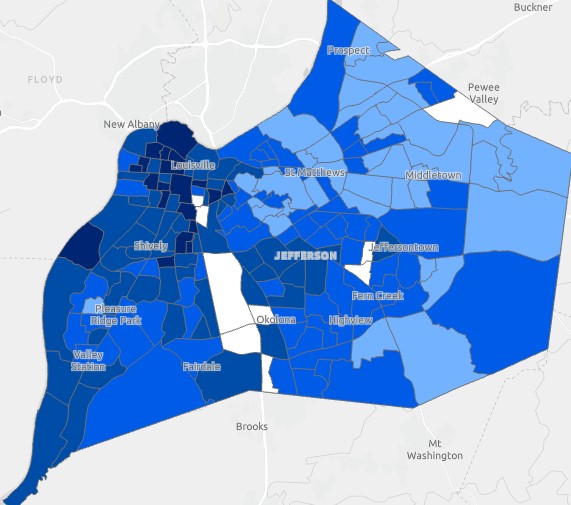 Buckner
Prospect
FLOYD
Pewee
Valley
New Albany
Louisville
St Matthews
Middletown
Shively
Jeffersontown
JEFFERSON
Fern Creek
Pleasure
Ridge Park
Okolona
Highview
Valley
Station
Fairdale
Brooks
Mt
Washington